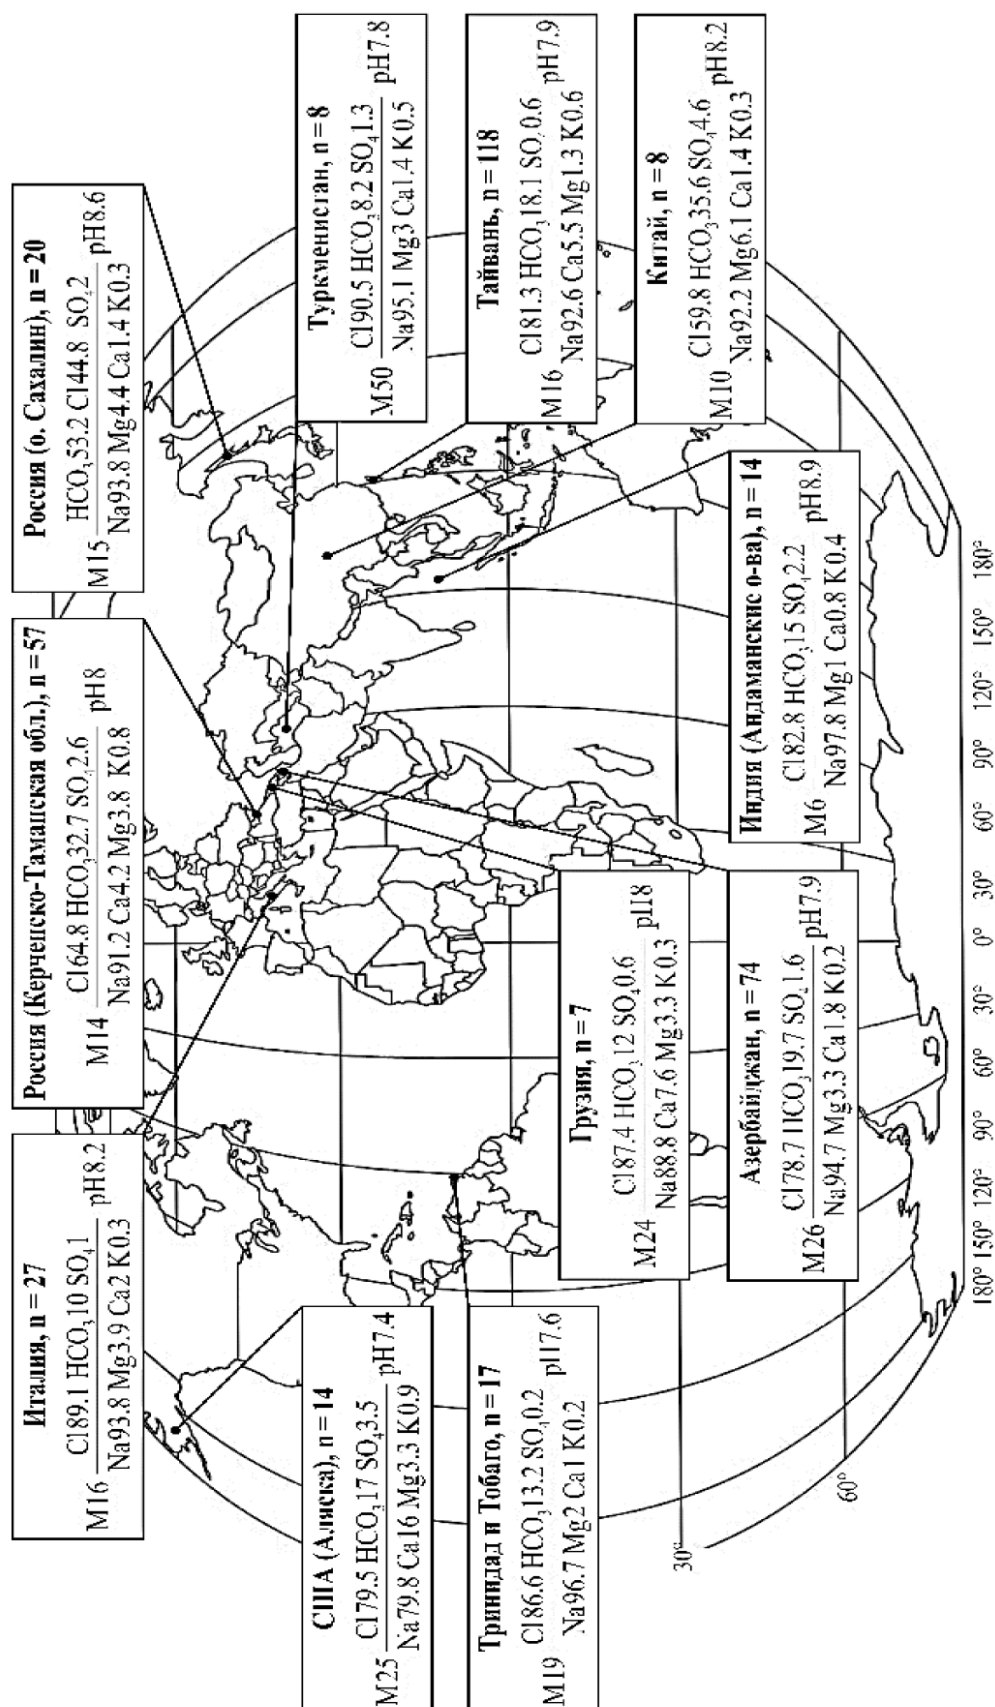 Италия, n = 27
Cl89.1 HCO₃10 SO₄1
M16 pH8.2
Na93.8 Mg3.9 Ca2 K0.3
Россия (Керченско-Таманская обл.), n = 57
Cl64.8 HCO₃32.7 SO₄2.6
M14 pH8
Na91.2 Ca4.2 Mg3.8 K0.8
Россия (о. Сахалин), n = 20
HCO₃53.2 Cl44.8 SO₄2
M15 pH8.6
Na93.8 Mg4.4 Ca1.4 K0.3
США (Аляска), n = 14
Cl79.5 HCO₃17 SO₄3.5
M25 pH7.4
Na79.8 Ca16 Mg3.3 K0.9
Туркменистан, n = 8
Cl90.5 HCO₃8.2 SO₄1.3
M50 pH7.8
Na95.1 Mg3 Ca1.4 K0.5
Тринидад и Тобаго, n = 17
Cl86.6 HCO₃13.2 SO₄0.2
M19 pH7.6
Na96.7 Mg2 Ca1 K0.2
Тайвань, n = 118
Cl81.3 HCO₃18.1 SO₄0.6
M16 pH7.9
Na92.6 Ca5.5 Mg1.3 K0.6
Грузия, n = 7
Cl87.4 HCO₃12 SO₄0.6
M24 pH8
Na88.8 Ca7.6 Mg3.3 K0.3
Китай, n = 8
Cl59.8 HCO₃35.6 SO₄4.6
M10 pH8.2
Na92.2 Mg6.1 Ca1.4 K0.3
Азербайджан, n = 74
Cl78.7 HCO₃19.7 SO₄1.6
M26 pH7.9
Na94.7 Mg3.3 Ca1.8 K0.2
Индия (Андаманские о-ва), n = 14
Cl82.8 HCO₃15 SO₄2.2
M6 pH8.9
Na97.8 Mg1 Ca0.8 K0.4
30°
60°
180° 150° 120° 90° 60° 30° 0° 30° 60° 90° 120° 150° 180°